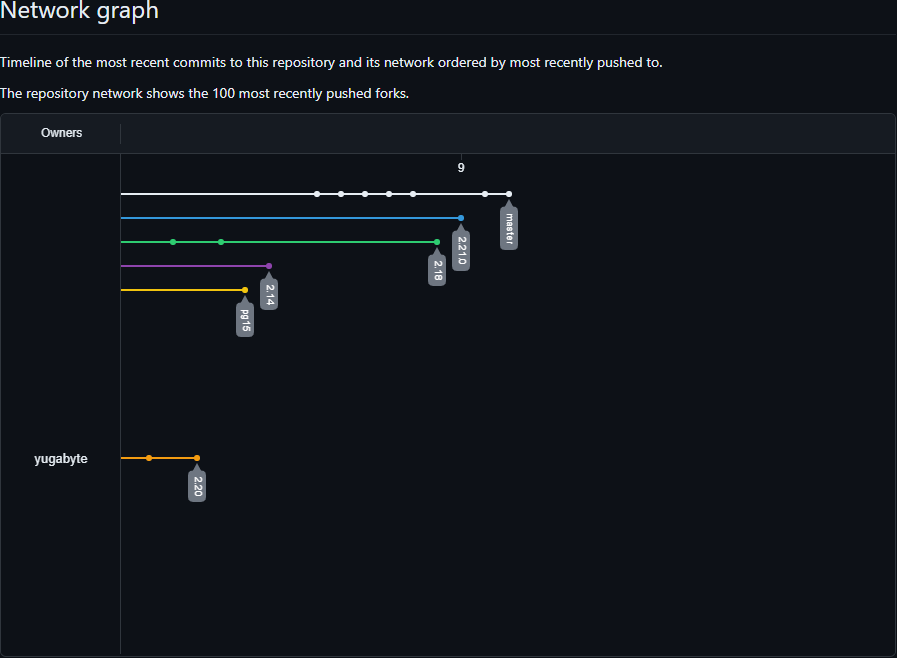 Network graph
Timeline of the most recent commits to this repository and its network ordered by most recently pushed to.
The repository network shows the 100 most recently pushed forks.
Owners
9
master
2.21.0
2.18
2.14
pg15
yugabyte
2.20